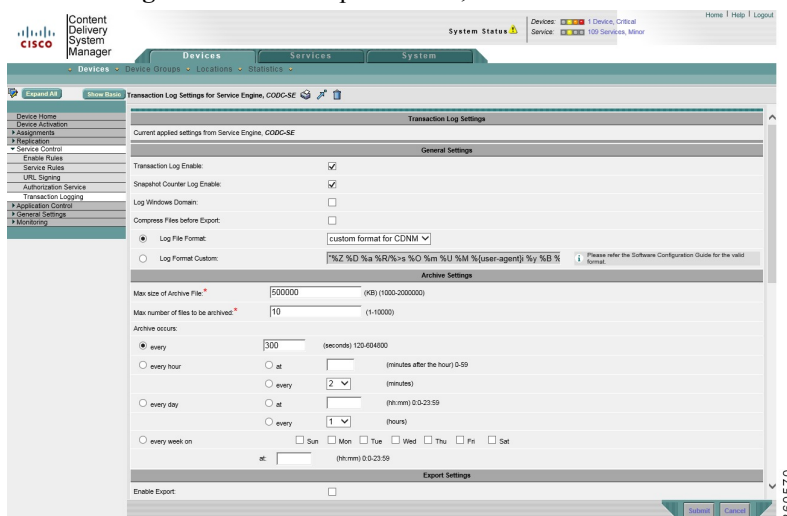 Content
Delivery
System
Manager
CISCO
System Status
Devices: 1 Device, Critical
Service: 109 Services, Minor
Home | Help | Logout
Devices Services System
Devices Device Groups Locations Statistics
Expand All Show Basic
Transaction Log Settings for Service Engine, CODC-SE
Device Home
Device Activation
Assignments
Replication
Service Control
Enable Rules
Service Rules
URL Signing
Authorization Service
Transaction Logging
Application Control
General Settings
Monitoring
Transaction Log Settings
Current applied settings from Service Engine, CODC-SE
General Settings
Transaction Log Enable:
Snapshot Counter Log Enable:
Log Windows Domain:
Compress Files before Export:
Log File Format: custom format for CDNM
Log Format Custom: "%Z %D %a %R/%>s %O %m %U %M %{user-agent}i %y %B % Please refer the Software Configuration Guide for the valid format.
Archive Settings
Max size of Archive File:* 500000 (KB) (1000-2000000)
Max number of files to be archived:* 10 (1-10000)
Archive occurs:
every 300 (seconds) 120-604800
every hour at (minutes after the hour) 0-59
every 2 (minutes)
every day at (hh:mm) 0:0-23:59
every 1 (hours)
every week on Sun Mon Tue Wed Thu Fri Sat
at: (hh:mm) 0:0-23:59
Export Settings
Enable Export:
Submit Cancel